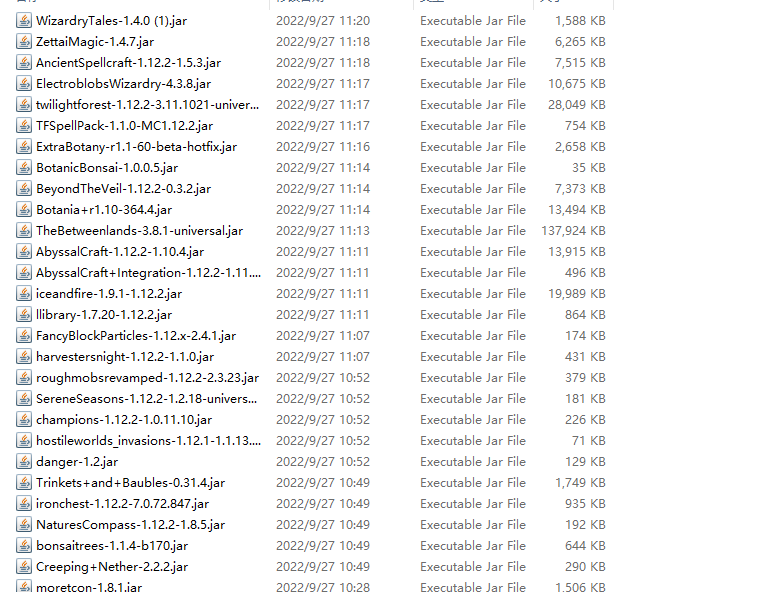 WizardryTales-1.4.0 (1).jar 2022/9/27 11:20 Executable Jar File 1,588 KB
ZettaiMagic-1.4.7.jar 2022/9/27 11:18 Executable Jar File 6,265 KB
AncientSpellcraft-1.12.2-1.5.3.jar 2022/9/27 11:18 Executable Jar File 7,515 KB
ElectroblobsWizardry-4.3.8.jar 2022/9/27 11:17 Executable Jar File 10,675 KB
twilightforest-1.12.2-3.11.1021-univer... 2022/9/27 11:17 Executable Jar File 28,049 KB
TFSpellPack-1.1.0-MC1.12.2.jar 2022/9/27 11:17 Executable Jar File 754 KB
ExtraBotany-r1.1-60-beta-hotfix.jar 2022/9/27 11:16 Executable Jar File 2,658 KB
BotanicBonsai-1.0.0.5.jar 2022/9/27 11:14 Executable Jar File 35 KB
BeyondTheVeil-1.12.2-0.3.2.jar 2022/9/27 11:14 Executable Jar File 7,373 KB
Botania+r1.10-364.4.jar 2022/9/27 11:14 Executable Jar File 13,494 KB
TheBetweenlands-3.8.1-universal.jar 2022/9/27 11:13 Executable Jar File 137,924 KB
AbyssalCraft-1.12.2-1.10.4.jar 2022/9/27 11:11 Executable Jar File 13,915 KB
AbyssalCraft+Integration-1.12.2-1.11.... 2022/9/27 11:11 Executable Jar File 496 KB
iceandfire-1.9.1-1.12.2.jar 2022/9/27 11:11 Executable Jar File 19,989 KB
llibrary-1.7.20-1.12.2.jar 2022/9/27 11:11 Executable Jar File 864 KB
FancyBlockParticles-1.12.x-2.4.1.jar 2022/9/27 11:07 Executable Jar File 174 KB
harvestersnight-1.12.2-1.1.0.jar 2022/9/27 11:07 Executable Jar File 431 KB
roughmobsrevamped-1.12.2-2.3.23.jar 2022/9/27 10:52 Executable Jar File 379 KB
SereneSeasons-1.12.2-1.2.18-univers... 2022/9/27 10:52 Executable Jar File 181 KB
champions-1.12.2-1.0.11.10.jar 2022/9/27 10:52 Executable Jar File 226 KB
hostileworlds_invasions-1.12.1-1.1.13.... 2022/9/27 10:52 Executable Jar File 71 KB
danger-1.2.jar 2022/9/27 10:52 Executable Jar File 129 KB
Trinkets+and+Baubles-0.31.4.jar 2022/9/27 10:49 Executable Jar File 1,749 KB
ironchest-1.12.2-7.0.72.847.jar 2022/9/27 10:49 Executable Jar File 935 KB
NaturesCompass-1.12.2-1.8.5.jar 2022/9/27 10:49 Executable Jar File 192 KB
bonsaitrees-1.1.4-b170.jar 2022/9/27 10:49 Executable Jar File 644 KB
Creeping+Nether-2.2.2.jar 2022/9/27 10:49 Executable Jar File 290 KB
moretcon-1.8.1.jar 2022/9/27 10:28 Executable Jar File 1,506 KB